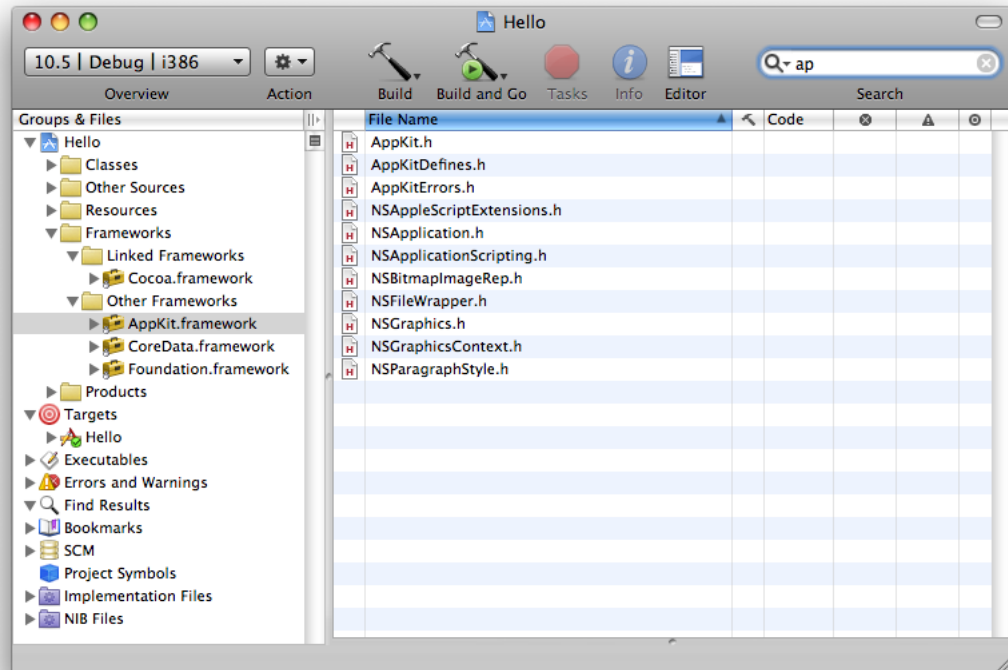 Hello
10.5 | Debug | i386
ap
Overview
Action
Build
Build and Go
Tasks
Info
Editor
Search
Groups & Files
File Name
Code
Hello
Classes
Other Sources
Resources
Frameworks
Linked Frameworks
Cocoa.framework
Other Frameworks
AppKit.framework
CoreData.framework
Foundation.framework
Products
Targets
Hello
Executables
Errors and Warnings
Find Results
Bookmarks
SCM
Project Symbols
Implementation Files
NIB Files
AppKit.h
AppKitDefines.h
AppKitErrors.h
NSAppleScriptExtensions.h
NSApplication.h
NSApplicationScripting.h
NSBitmapImageRep.h
NSFileWrapper.h
NSGraphics.h
NSGraphicsContext.h
NSParagraphStyle.h